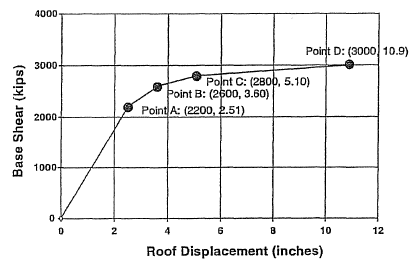 4000
Point D: (3000, 10.9)
3000
Point C: (2800, 5.10)
Point B: (2600, 3.60)
Point A: (2200, 2.51)
2000
1000
0
Base Shear (kips)
0 2 4 6 8 10 12
Roof Displacement (inches)